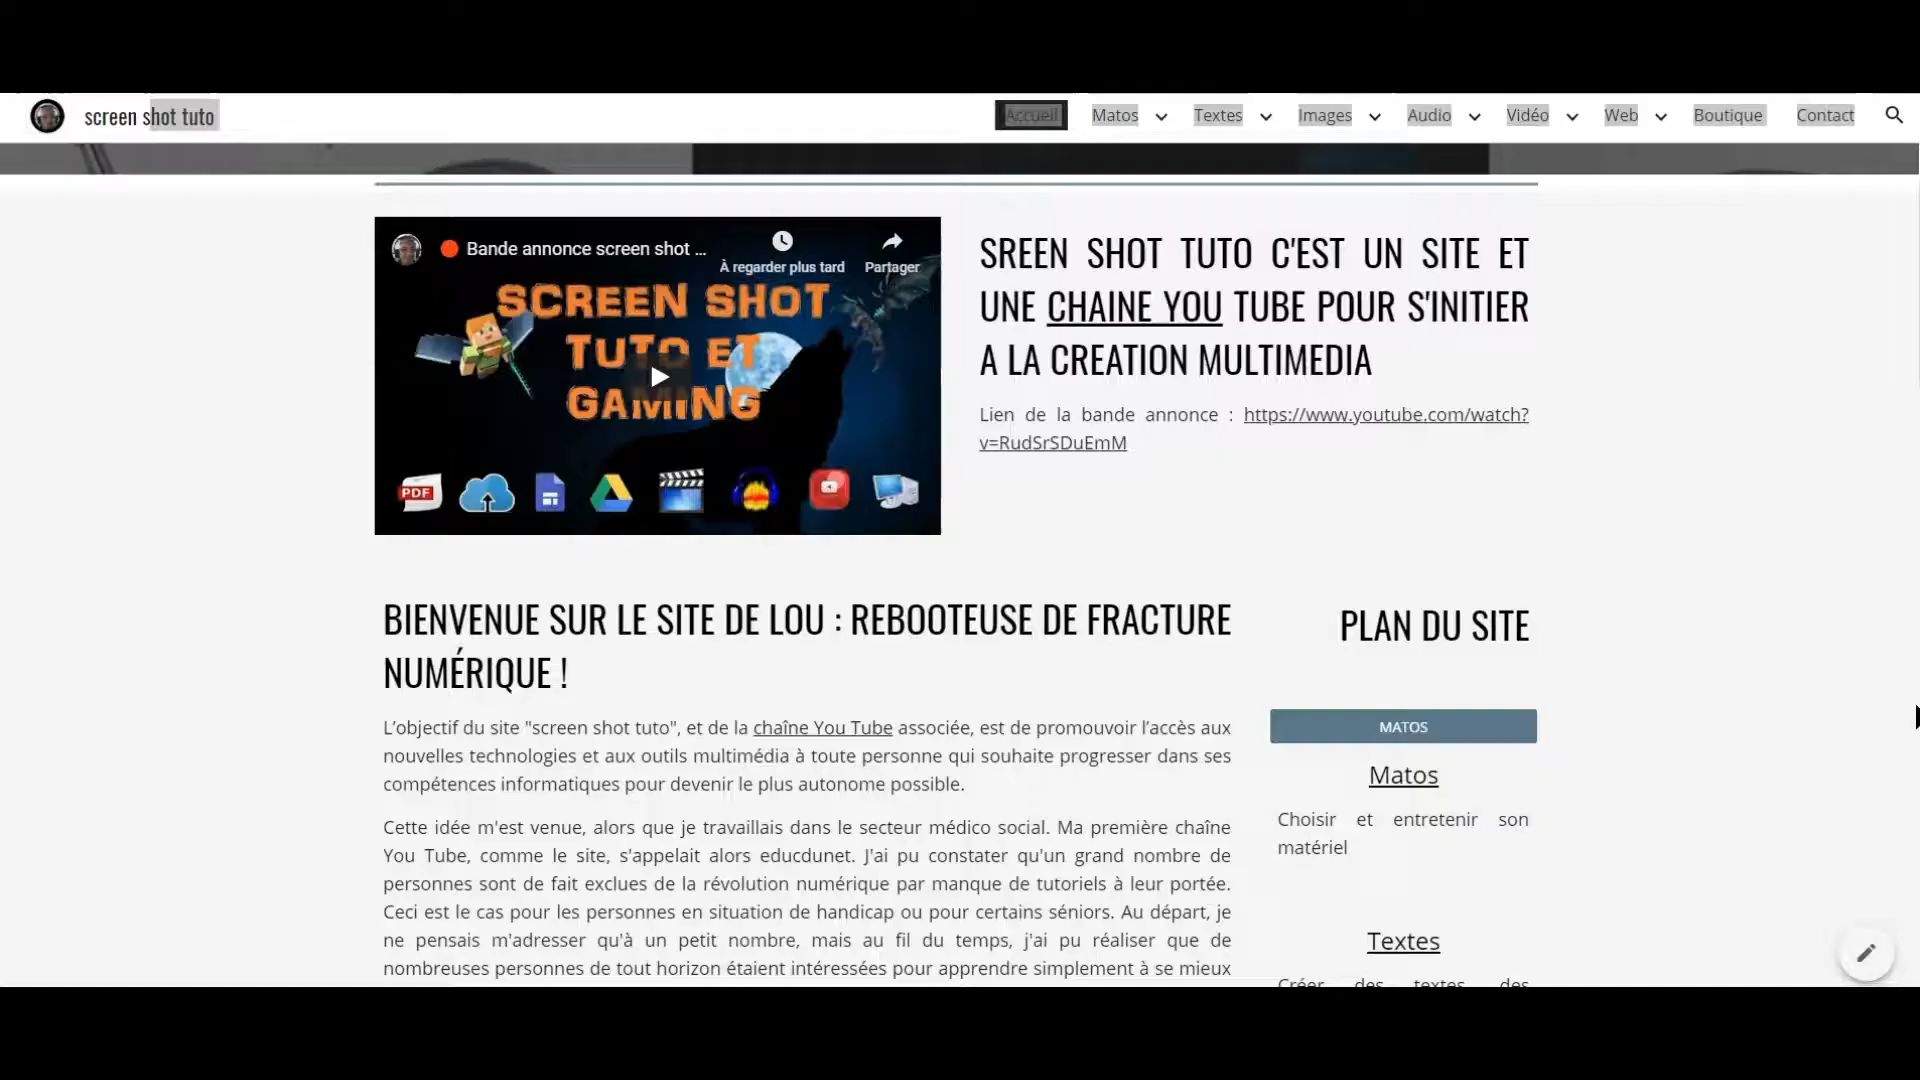 screen shot tuto
Accueil Matos Textes Images Audio Vidéo Web Boutique Contact
Bande annonce screen shot ...
À regarder plus tard
Partager
SCREEN SHOT
TUTO ET
GAMING
PDF
SREEN SHOT TUTO C'EST UN SITE ET
UNE CHAINE YOU TUBE POUR S'INITIER
A LA CREATION MULTIMEDIA
Lien de la bande annonce : https://www.youtube.com/watch?
v=RudSrSDuEmM
BIENVENUE SUR LE SITE DE LOU : REBOOTEUSE DE FRACTURE
NUMÉRIQUE !
L’objectif du site "screen shot tuto", et de la chaîne You Tube associée, est de promouvoir l’accès aux
nouvelles technologies et aux outils multimédia à toute personne qui souhaite progresser dans ses
compétences informatiques pour devenir le plus autonome possible.
Cette idée m'est venue, alors que je travaillais dans le secteur médico social. Ma première chaîne
You Tube, comme le site, s'appelait alors educdunet. J'ai pu constater qu'un grand nombre de
personnes sont de fait exclues de la révolution numérique par manque de tutoriels à leur portée.
Ceci est le cas pour les personnes en situation de handicap ou pour certains séniors. Au départ, je
ne pensais m'adresser qu'à un petit nombre, mais au fil du temps, j'ai pu réaliser que de
nombreuses personnes de tout horizon étaient intéressées pour apprendre simplement à se mieux
PLAN DU SITE
MATOS
Matos
Choisir et entretenir son
matériel
Textes
Créer des textes, des